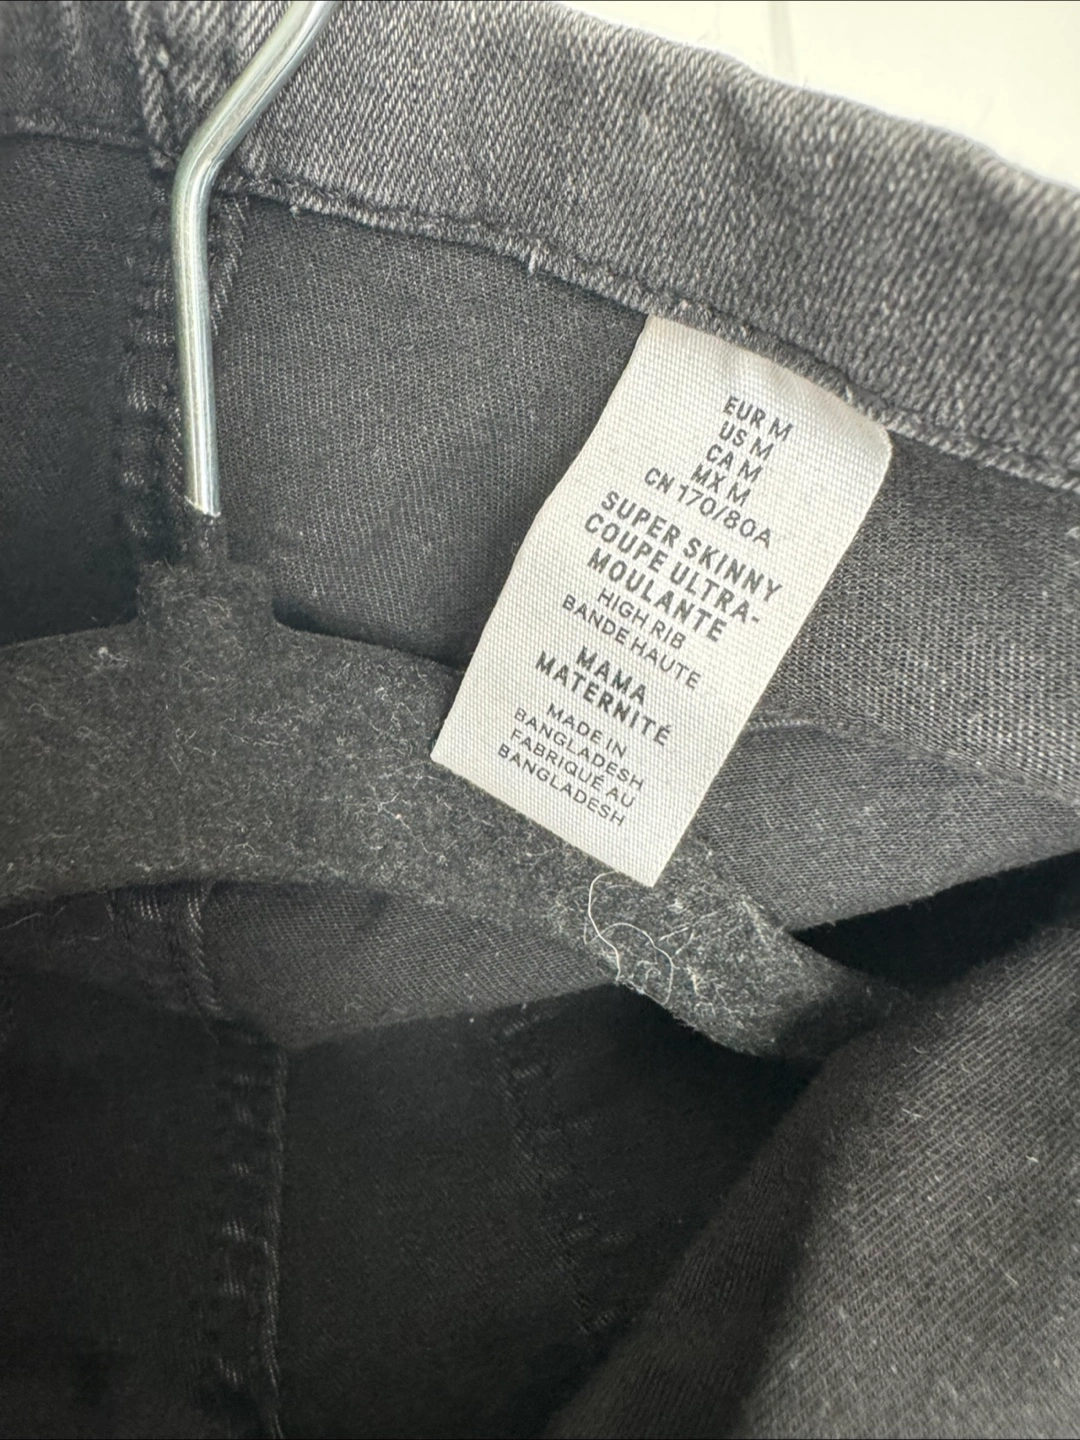 EUR M
US M
CA M
MX M
CN 170/80A
SUPER SKINNY
COUPE ULTRA-
MOULANTE
HIGH RIB
BANDE HAUTE
MAMA
MATERNITÉ
MADE IN
BANGLADESH
FABRIQUÉ AU
BANGLADESH